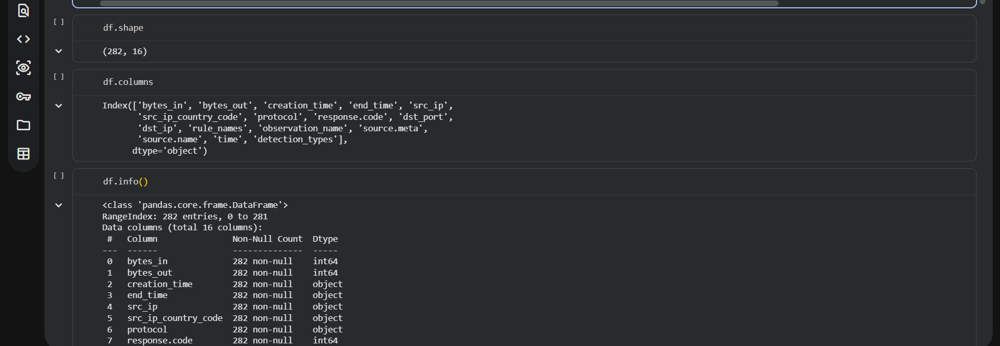 [ ]
df.shape
(282, 16)
[ ]
df.columns
Index(['bytes_in', 'bytes_out', 'creation_time', 'end_time', 'src_ip',
       'src_ip_country_code', 'protocol', 'response.code', 'dst_port',
       'dst_ip', 'rule_names', 'observation_name', 'source.meta',
       'source.name', 'time', 'detection_types'],
      dtype='object')
[ ]
df.info()
<class 'pandas.core.frame.DataFrame'>
RangeIndex: 282 entries, 0 to 281
Data columns (total 16 columns):
 #   Column               Non-Null Count  Dtype
---  ------               --------------  -----
 0   bytes_in             282 non-null    int64
 1   bytes_out            282 non-null    int64
 2   creation_time        282 non-null    object
 3   end_time             282 non-null    object
 4   src_ip               282 non-null    object
 5   src_ip_country_code  282 non-null    object
 6   protocol             282 non-null    object
 7   response.code        282 non-null    int64